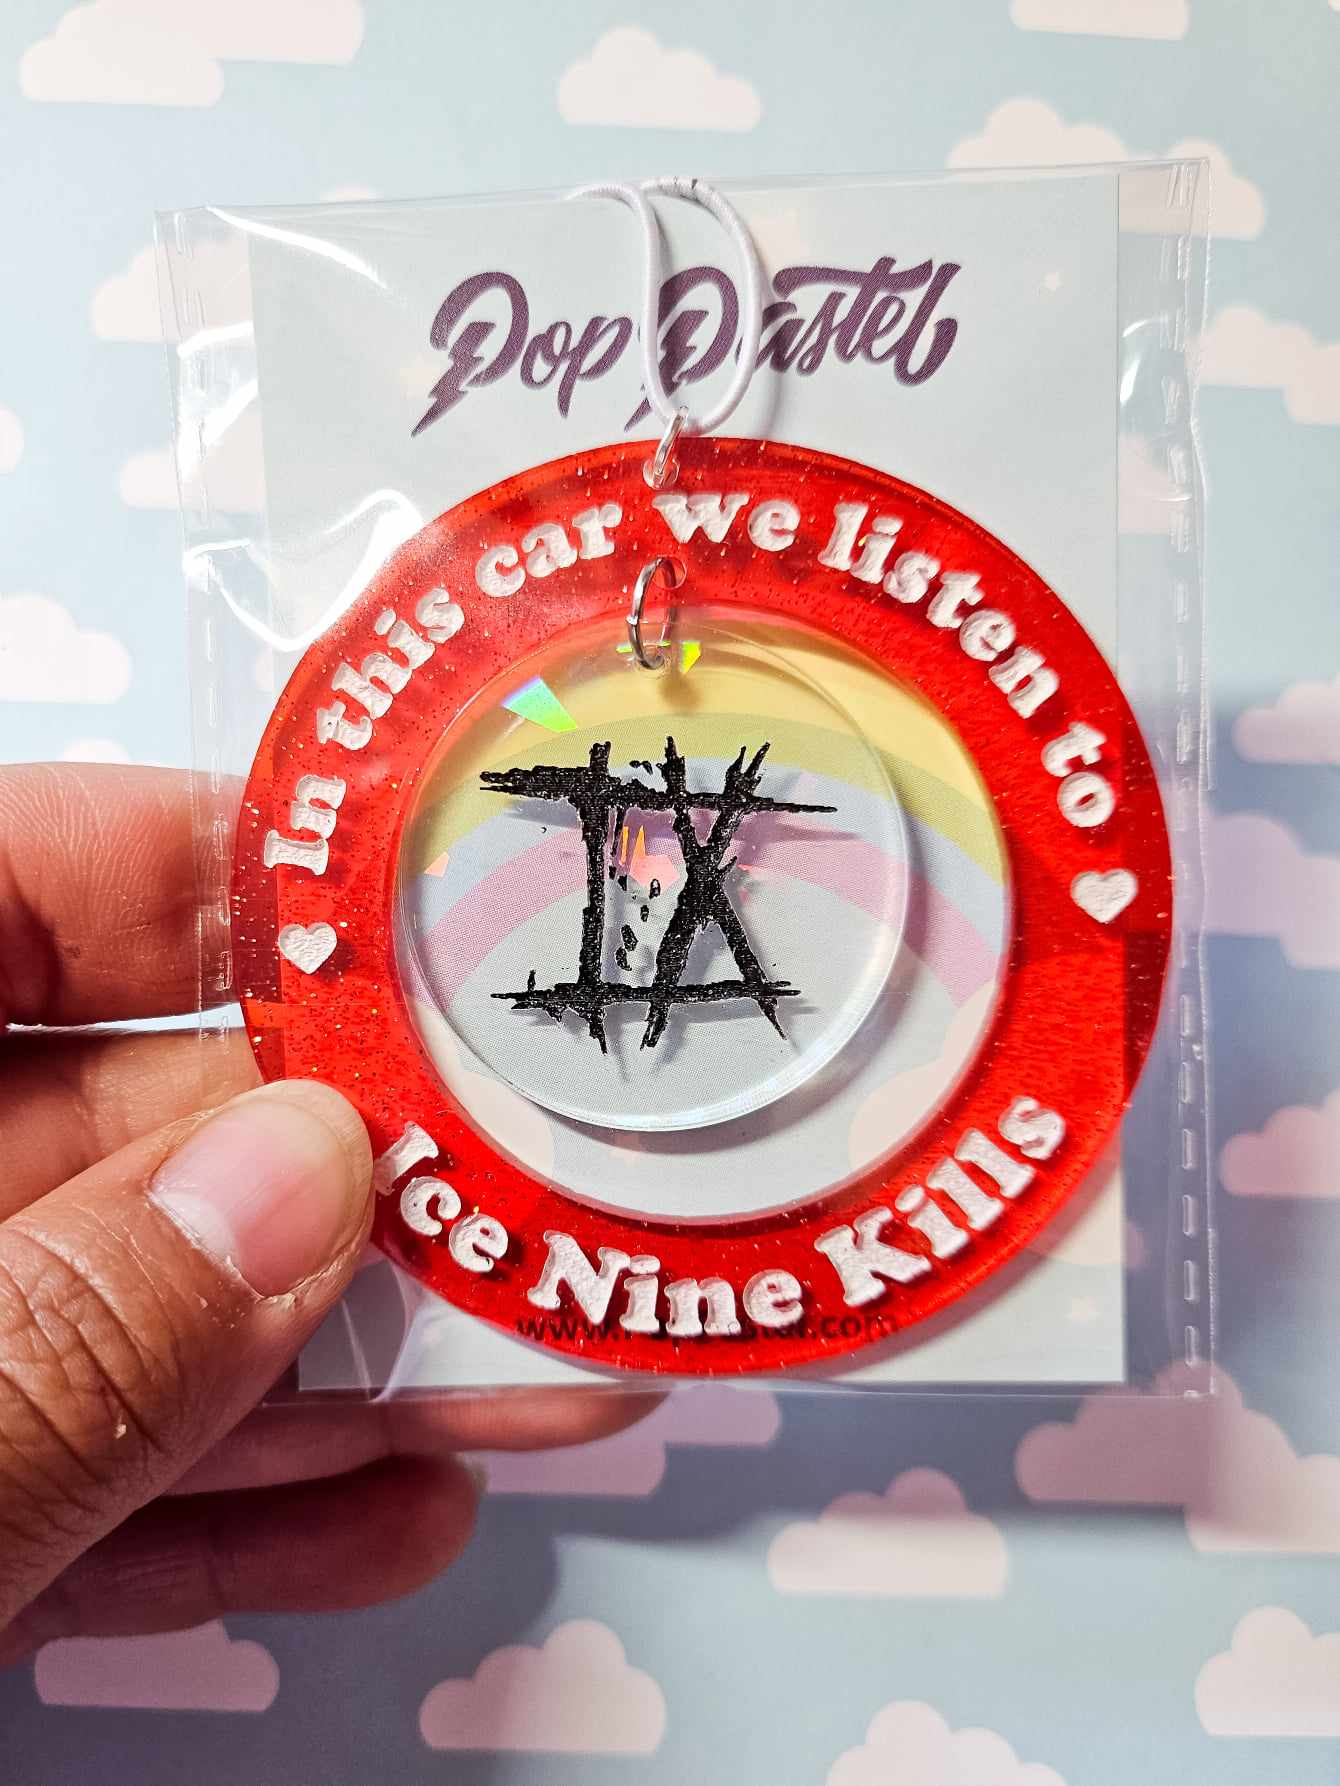 Pop Pastel
In this car we listen to
IX
Ice Nine Kills